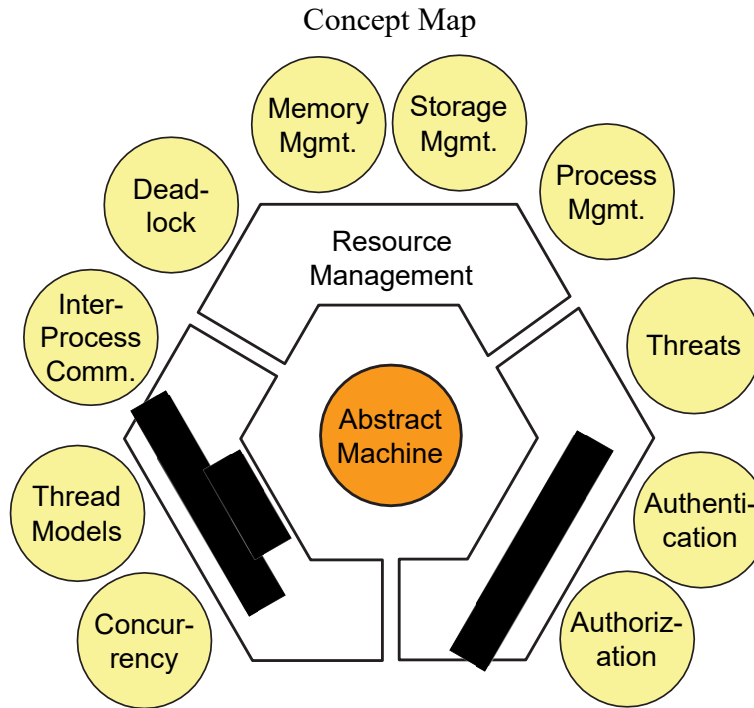 Concept Map
Memory
Mgmt.
Storage
Mgmt.
Process
Mgmt.
Dead-
lock
Resource
Management
Inter-
Process
Comm.
Threats
Abstract
Machine
Thread
Models
Authenti-
cation
Concur-
rency
Authoriz-
ation